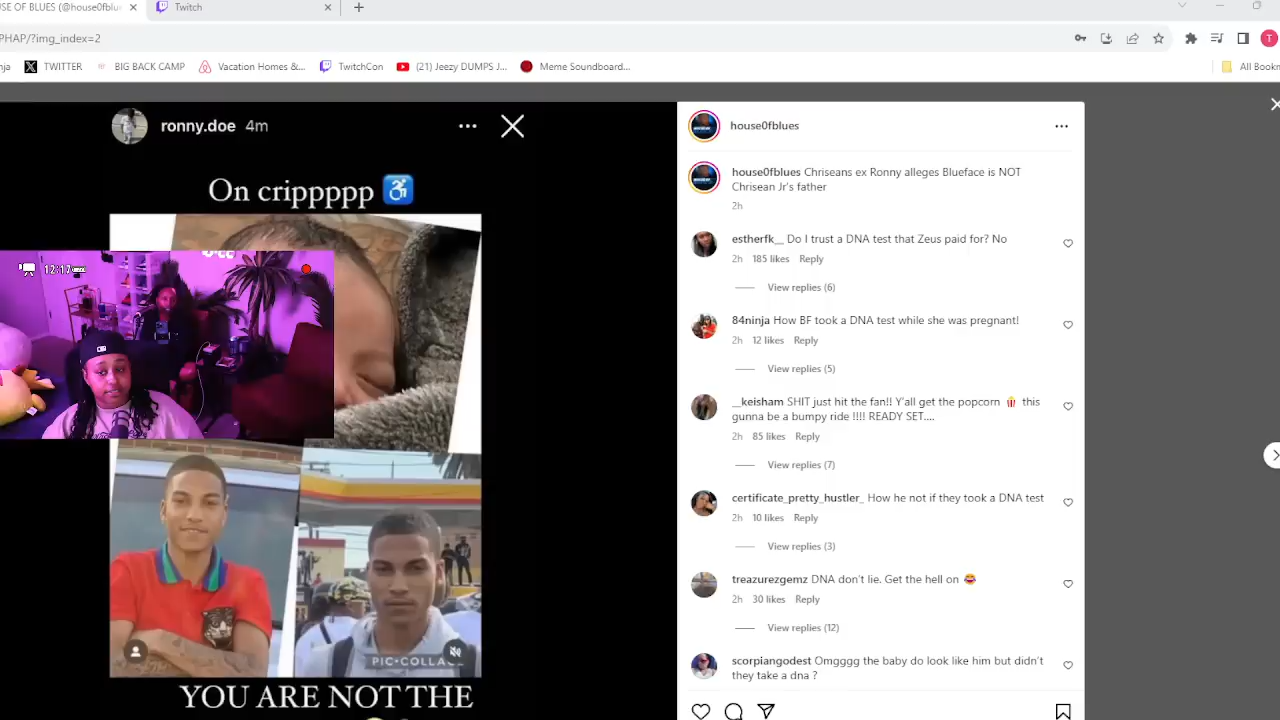 SE OF BLUES (@house0fblu
Twitch
PHAP/?img_index=2
nja
TWITTER
BIG BACK CAMP
Vacation Homes &...
TwitchCon
(21) Jeezy DUMPS J...
Meme Soundboard...
All Bookm
T
ronny.doe 4m
On crippppp ♿
12:12
PIC•COLLA
YOU ARE NOT THE
house0fblues
house0fblues Chriseans ex Ronny alleges Blueface is NOT
Chrisean Jr's father
2h
estherfk__ Do I trust a DNA test that Zeus paid for? No
2h 185 likes Reply
View replies (6)
84ninja How BF took a DNA test while she was pregnant!
2h 12 likes Reply
View replies (5)
__keisham SHIT just hit the fan!! Y'all get the popcorn 🍿 this
gunna be a bumpy ride !!!! READY SET....
2h 85 likes Reply
View replies (7)
certificate_pretty_hustler_ How he not if they took a DNA test
2h 10 likes Reply
View replies (3)
treazurezgemz DNA don't lie. Get the hell on 😂
2h 30 likes Reply
View replies (12)
scorpiangodest Omgggg the baby do look like him but didn't
they take a dna ?